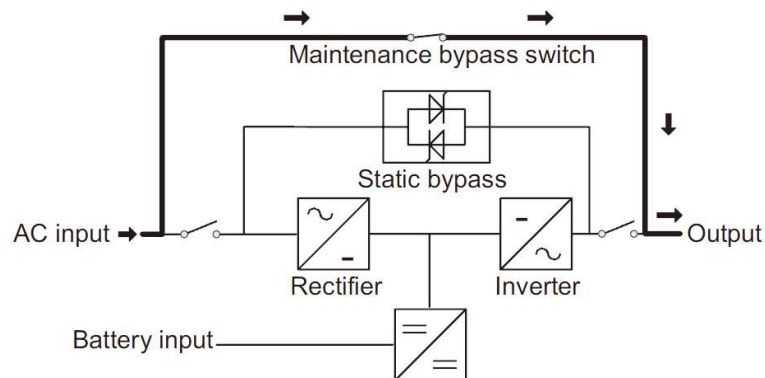 Maintenance bypass switch
Static bypass
AC input
Output
Rectifier
Inverter
Battery input